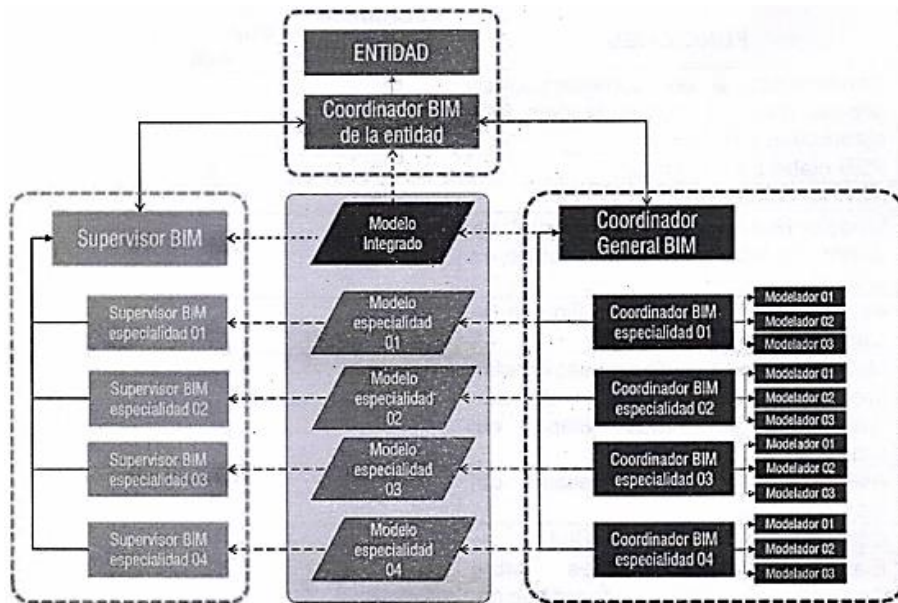 ENTIDAD
Coordinador BIM
de la entidad
Supervisor BIM
Modelo
Integrado
Coordinador
General BIM
Supervisor BIM
especialidad 01
Modelo
especialidad
01
Coordinador BIM
especialidad 01
Modelador 01
Modelador 02
Modelador 03
Supervisor BIM
especialidad 02
Modelo
especialidad
02
Coordinador BIM
especialidad 02
Modelador 01
Modelador 02
Modelador 03
Supervisor BIM
especialidad 03
Modelo
especialidad
03
Coordinador BIM
especialidad 03
Modelador 01
Modelador 02
Modelador 03
Supervisor BIM
especialidad 04
Modelo
especialidad
04
Coordinador BIM
especialidad 04
Modelador 01
Modelador 02
Modelador 03